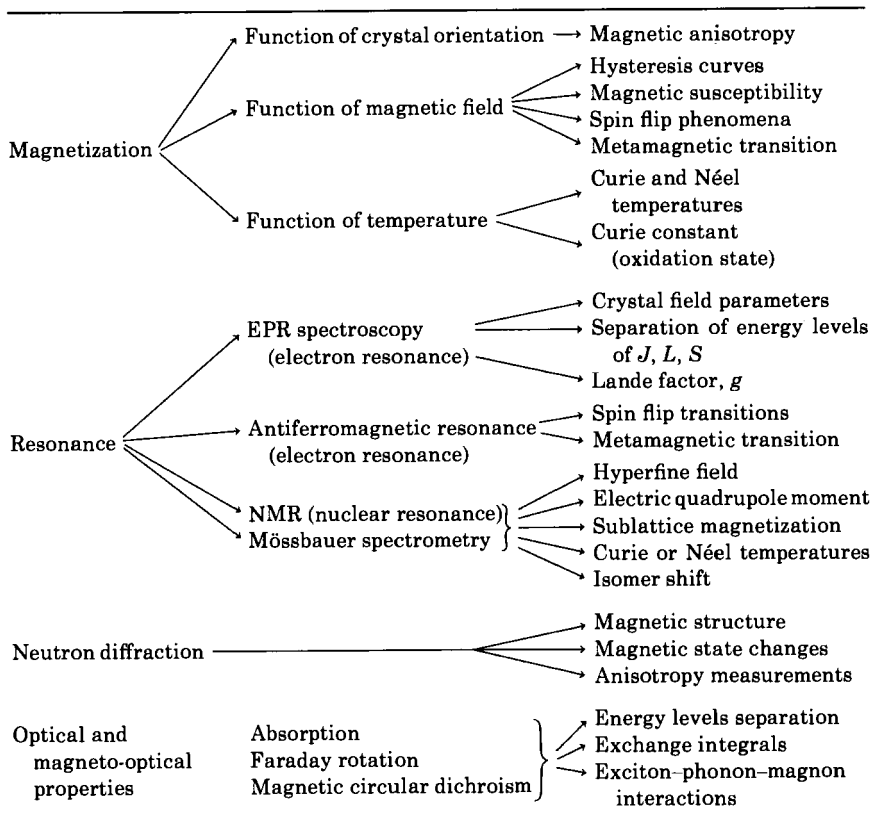 Function of crystal orientation → Magnetic anisotropy
Hysteresis curves
Function of magnetic field
Magnetic susceptibility
Spin flip phenomena
Magnetization
Metamagnetic transition
Curie and Néel
temperatures
Function of temperature
Curie constant
(oxidation state)
Crystal field parameters
EPR spectroscopy
(electron resonance)
Separation of energy levels
of J, L, S
Lande factor, g
Antiferromagnetic resonance
(electron resonance)
Spin flip transitions
Metamagnetic transition
Resonance
Hyperfine field
NMR (nuclear resonance)
Mössbauer spectrometry
Electric quadrupole moment
Sublattice magnetization
Curie or Néel temperatures
Isomer shift
Neutron diffraction
Magnetic structure
Magnetic state changes
Anisotropy measurements
Optical and
magneto-optical
properties
Absorption
Faraday rotation
Magnetic circular dichroism
Energy levels separation
Exchange integrals
Exciton–phonon–magnon
interactions